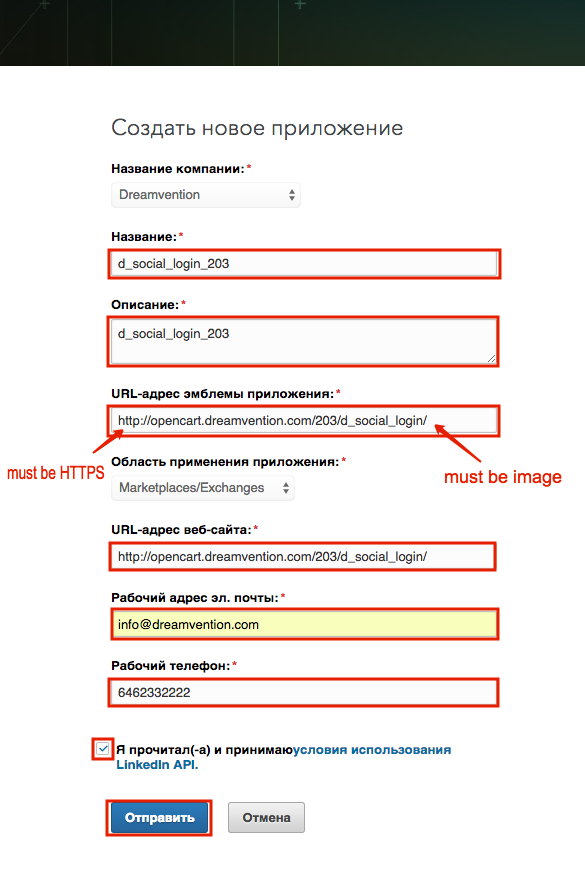 Создать новое приложение
Название компании:*
Dreamvention
Название:*
d_social_login_203
Описание:*
d_social_login_203
URL-адрес эмблемы приложения:*
http://opencart.dreamvention.com/203/d_social_login/
must be HTTPS
must be image
Область применения приложения:*
Marketplaces/Exchanges
URL-адрес веб-сайта:*
http://opencart.dreamvention.com/203/d_social_login/
Рабочий адрес эл. почты:*
info@dreamvention.com
Рабочий телефон:*
6462332222
Я прочитал(-а) и принимаюусловия использования
LinkedIn API.
Отправить
Отмена